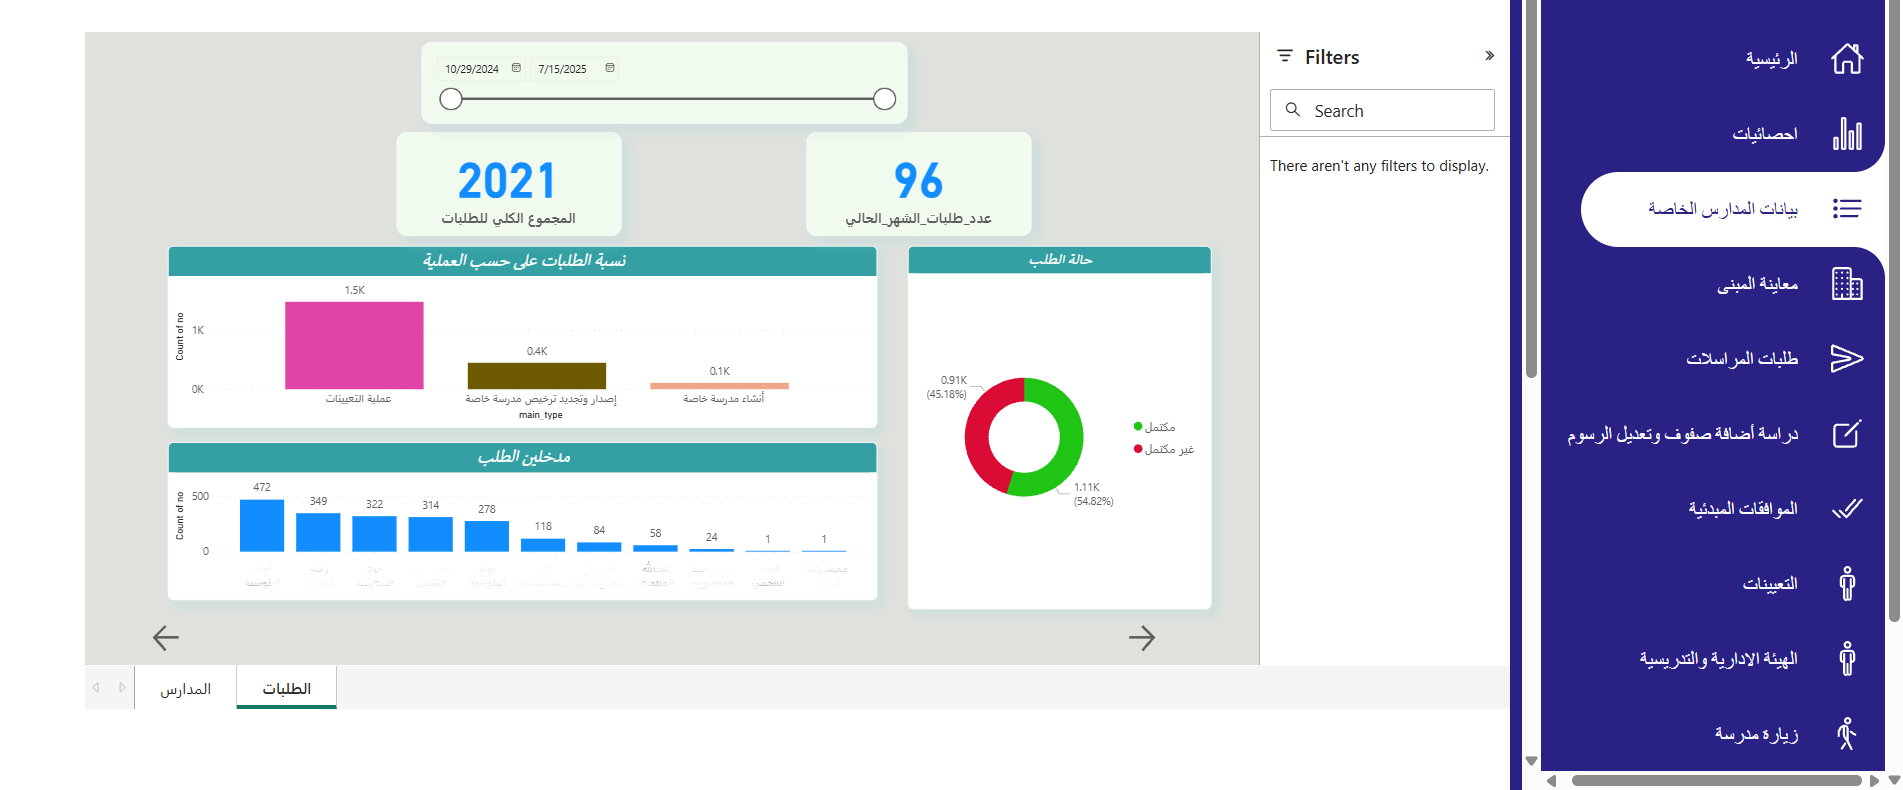 10/29/2024
7/15/2025
2021
المجموع الكلي للطلبات
96
عدد_طلبات_الشهر_الحالي
نسبة الطلبات على حسب العملية
Count of no
1K
0K
1.5K
0.4K
0.1K
عملية التعيينات
إصدار وتجديد ترخيص مدرسة خاصة
أنشاء مدرسة خاصة
main_type
حالة الطلب
0.91K
(45.18%)
1.11K
(54.82%)
مكتمل
غير مكتمل
مدخلين الطلب
Count of no
500
0
472
349
322
314
278
118
84
58
24
1
1
عبدالله
المدارس
الطلبات
Filters
Search
There aren't any filters to display.
الرئيسية
احصائيات
بيانات المدارس الخاصة
معاينة المبنى
طلبات المراسلات
دراسة أضافة صفوف وتعديل الرسوم
الموافقات المبدئية
التعيينات
الهيئة الادارية والتدريسية
زيارة مدرسة